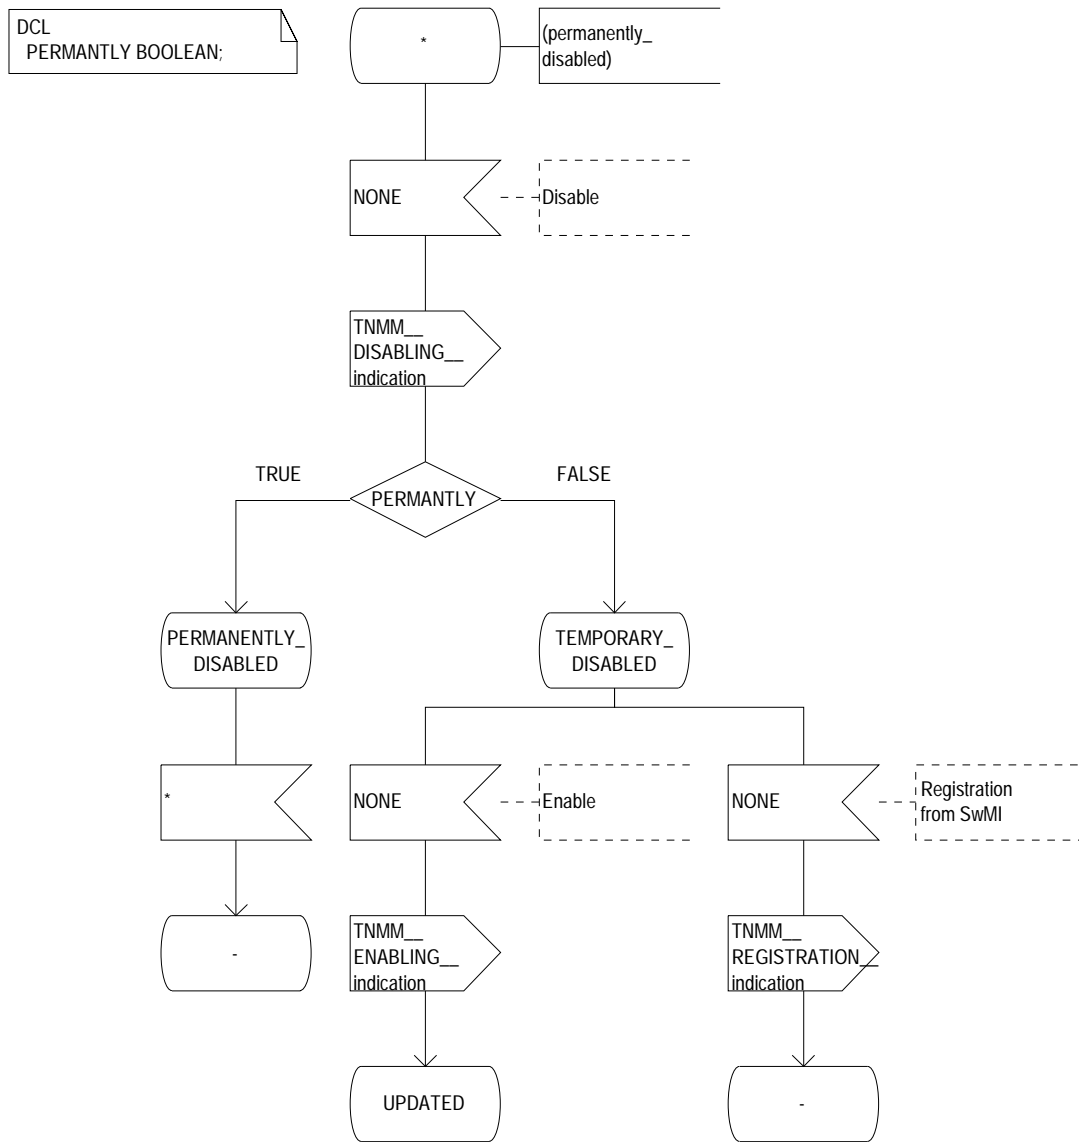 DCL
PERMANTLY BOOLEAN;
*
(permanently_
disabled)
NONE
Disable
TNMM__
DISABLING__
indication
TRUE
FALSE
PERMANTLY
PERMANENTLY_
DISABLED
TEMPORARY_
DISABLED
*
NONE
Enable
NONE
Registration
from SwMI
-
TNMM__
ENABLING__
indication
TNMM__
REGISTRATION__
indication
UPDATED
-